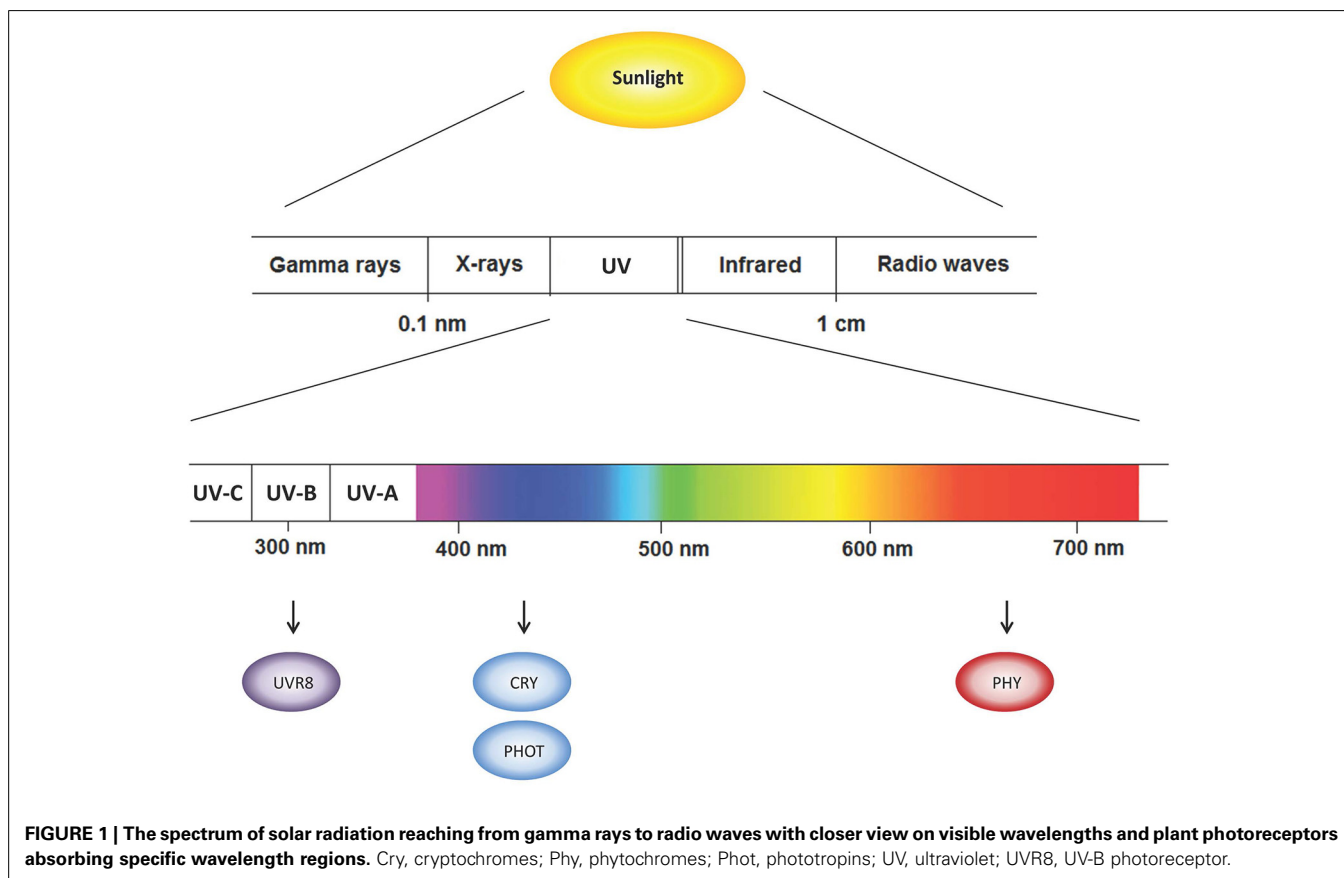 Sunlight
Gamma rays X-rays UV Infrared Radio waves
0.1 nm 1 cm
UV-C UV-B UV-A
300 nm 400 nm 500 nm 600 nm 700 nm
UVR8 CRY PHY
PHOT
FIGURE 1 | The spectrum of solar radiation reaching from gamma rays to radio waves with closer view on visible wavelengths and plant photoreceptors
absorbing specific wavelength regions. Cry, cryptochromes; Phy, phytochromes; Phot, phototropins; UV, ultraviolet; UVR8, UV-B photoreceptor.